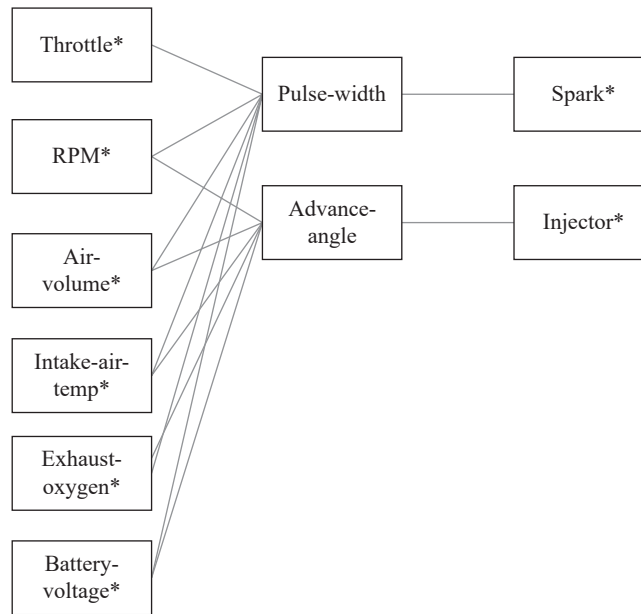 Throttle*
Pulse-width
Spark*
RPM*
Advance-
angle
Injector*
Air-
volume*
Intake-air-
temp*
Exhaust-
oxygen*
Battery-
voltage*